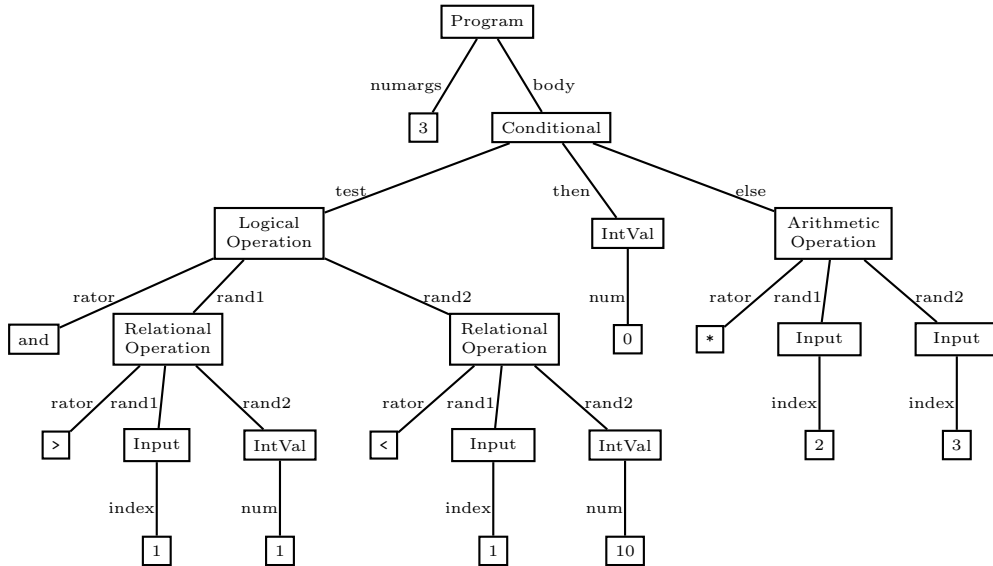 Program
numargs
body
3
Conditional
test
then
else
Logical
Operation
IntVal
Arithmetic
Operation
rator
rand1
rand2
num
rator
rand1
rand2
and
Relational
Operation
Relational
Operation
0
*
Input
Input
rator
rand1
rand2
rator
rand1
rand2
index
index
>
Input
IntVal
<
Input
IntVal
2
3
index
num
index
num
1
1
1
10